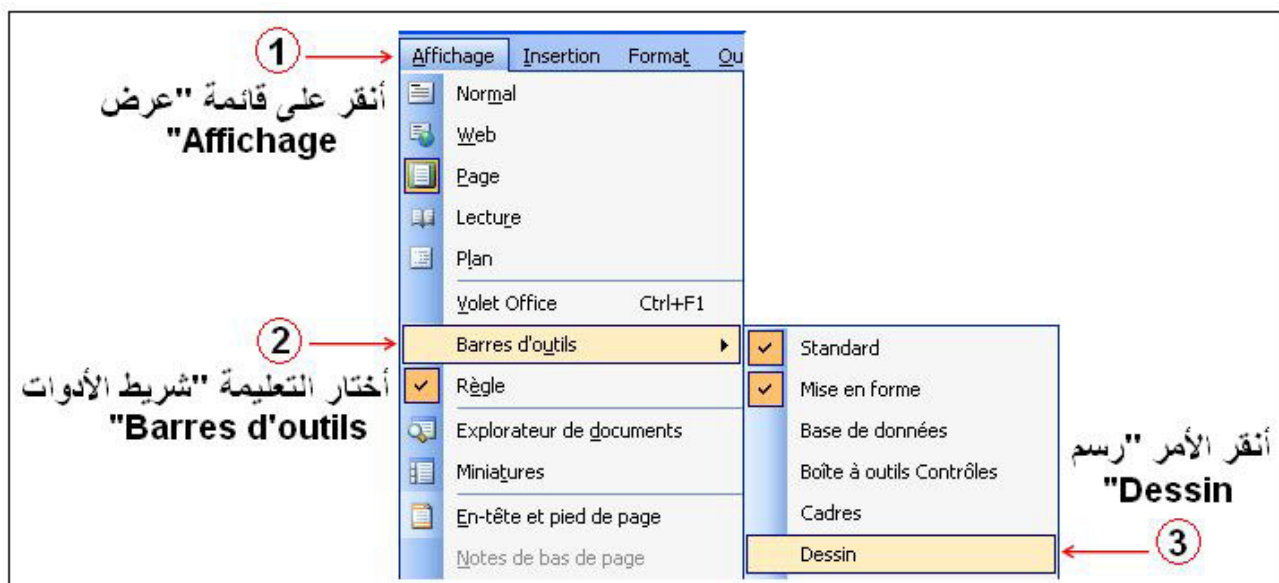 1
أنقر على قائمة "عرض
Affichage"
Affichage Insertion Format Ou
Normal
Web
Page
Lecture
Plan
Volet Office Ctrl+F1
2
أختار التعليمة "شريط الأدوات
Barres d'outils"
Barres d'outils
Règle
Explorateur de documents
Miniatures
En-tête et pied de page
Notes de bas de page
Standard
Mise en forme
Base de données
Boîte à outils Contrôles
Cadres
Dessin
أنقر الأمر "رسم
Dessin"
3